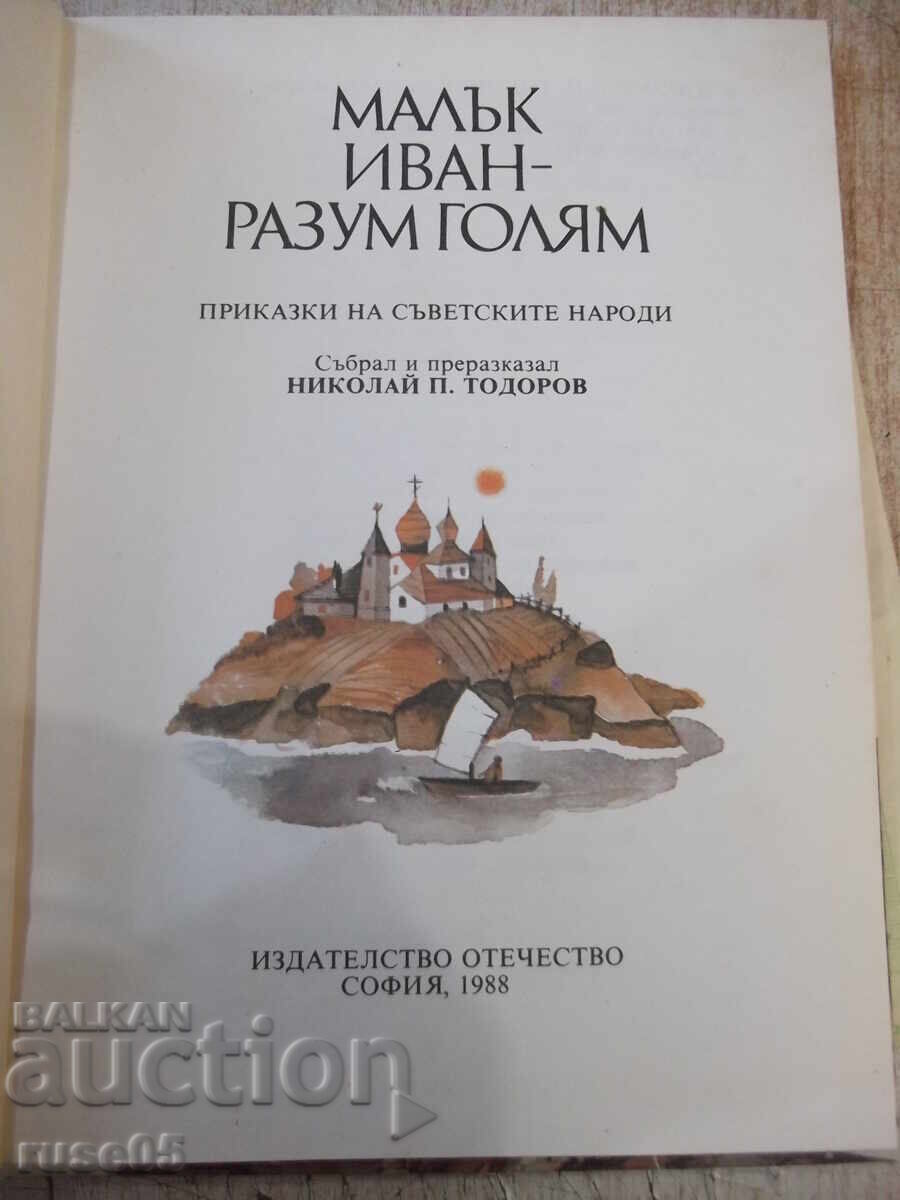 МАЛЪК
ИВАН-
РАЗУМ ГОЛЯМ
ПРИКАЗКИ НА СЪВЕТСКИТЕ НАРОДИ
Събрал и преразказал
НИКОЛАЙ П. ТОДОРОВ
ИЗДАТЕЛСТВО ОТЕЧЕСТВО
СОФИЯ, 1988
BALKAN
auction
ruse05